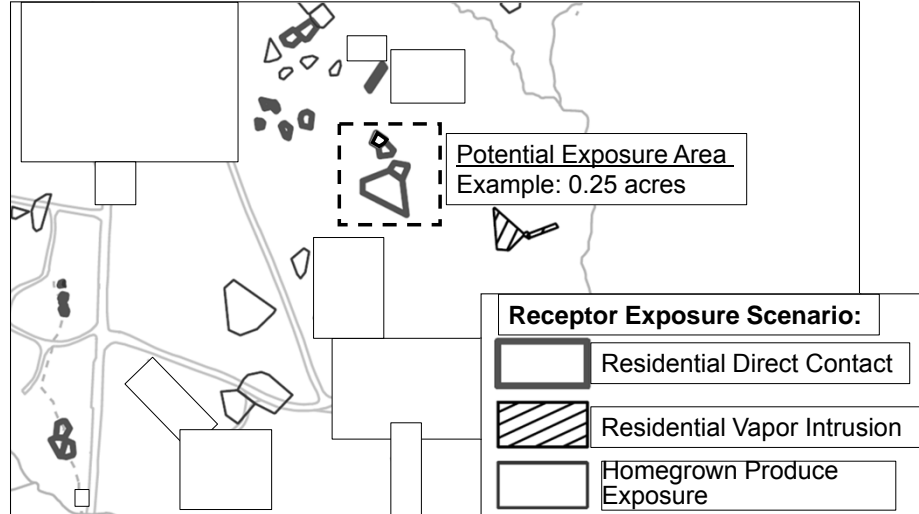 Potential Exposure Area
Example: 0.25 acres
Receptor Exposure Scenario:
Residential Direct Contact
Residential Vapor Intrusion
Homegrown Produce
Exposure